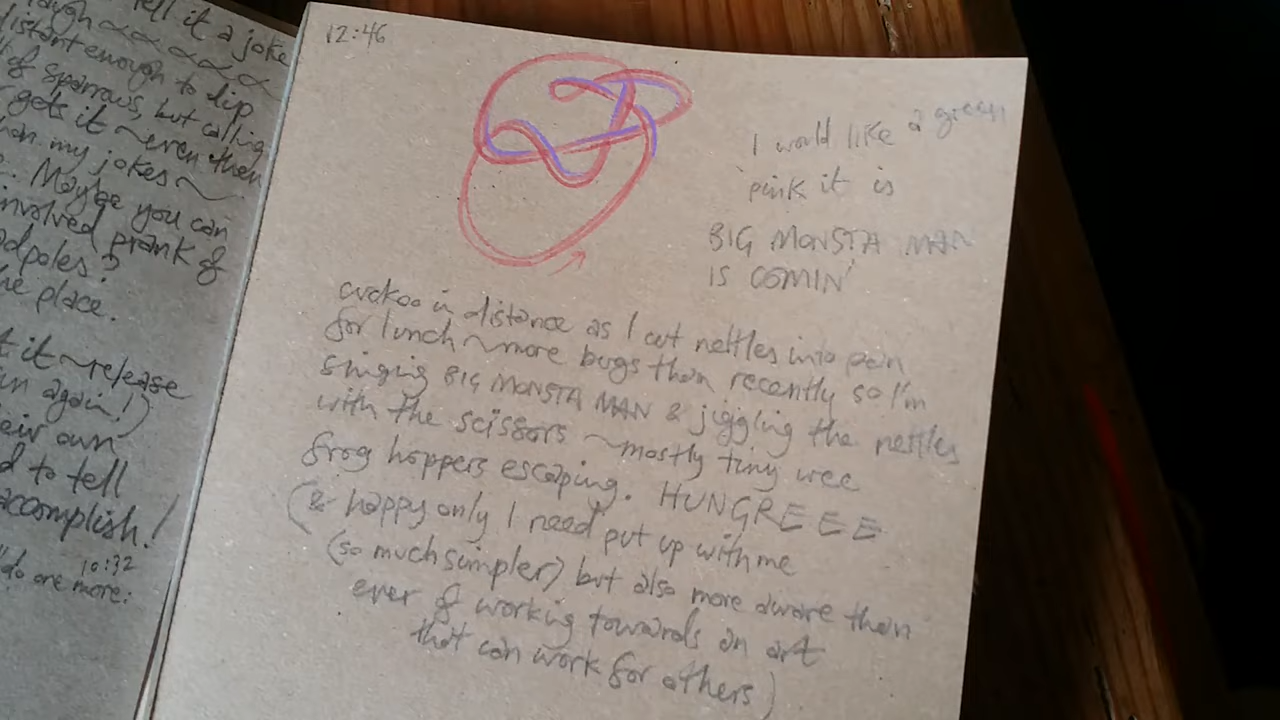 tell it a joke
laugh
distant enough to dip
of sparrows, but calling
gets it ~ even then
than my jokes ~
Maybe you can
involved prank of
tadpoles?
the place.
it ~ release
again!)
their own
to tell
accomplish!
10:32
do one more:
12:46
I would like a green
pink it is
BIG MONSTA MAN
IS COMIN'
cuckoo in distance as I cut nettles into pan
for lunch ~ more bugs than recently so I'm
singing BIG MONSTA MAN & jiggling the nettles
with the scissors ~ mostly tiny wee
frog hoppers escaping. HUNGREEEE
(& happy only I need put up with me
(so much simpler) but also more aware than
ever of working towards an art
that can work for others)